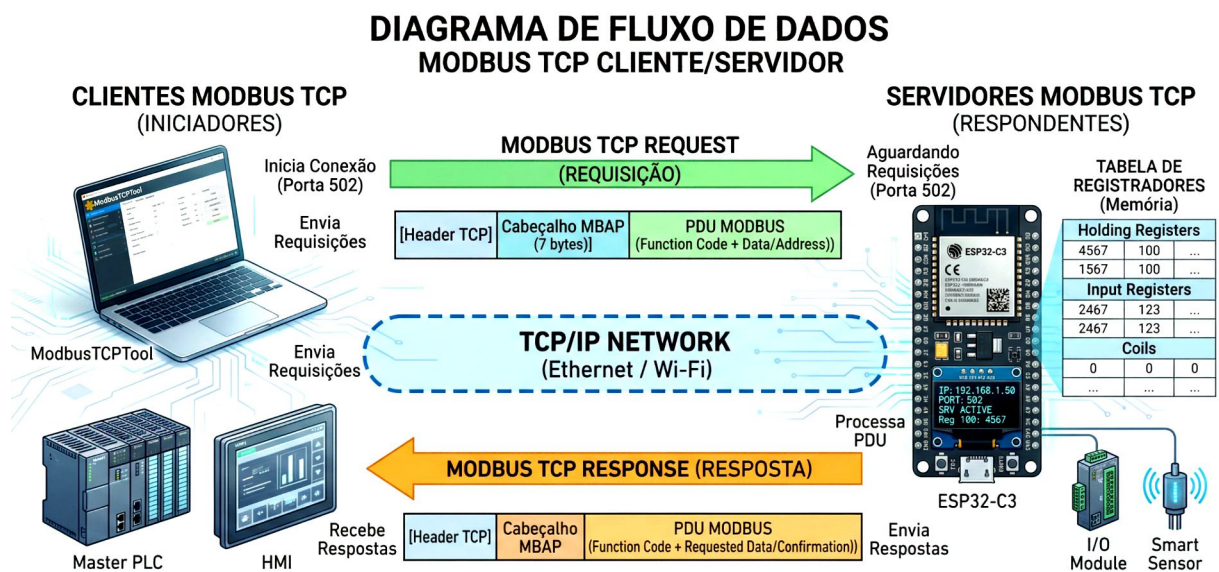 DIAGRAMA DE FLUXO DE DADOS
MODBUS TCP CLIENTE/SERVIDOR
CLIENTES MODBUS TCP
(INICIADORES)
ModbusTCPTool
Inicia Conexão
(Porta 502)
Envia
Requisições
ModbusTCPTool
Envia
Requisições
Master PLC
HMI
Recebe
Respostas
MODBUS TCP REQUEST
(REQUISIÇÃO)
[Header TCP]
Cabeçalho MBAP
(7 bytes)]
PDU MODBUS
(Function Code + Data/Address))
TCP/IP NETWORK
(Ethernet / Wi-Fi)
MODBUS TCP RESPONSE (RESPOSTA)
[Header TCP]
Cabeçalho
MBAP
PDU MODBUS
(Function Code + Requested Data/Confirmation))
SERVIDORES MODBUS TCP
(RESPONDENTES)
Aguardando
Requisições
(Porta 502)
ESP32-C3
CE
IP:192.168.1.50
PORT: 502
SRV ACTIVE
Reg 100: 4567
Processa
PDU
Envia
Respostas
ESP32-C3
TABELA DE
REGISTRADORES
(Memória)
Holding Registers
4567 100 ...
1567 100 ...
Input Registers
2467 123 ...
2467 123 ...
Coils
0 0 0
... ... ...
I/O
Module
Smart
Sensor